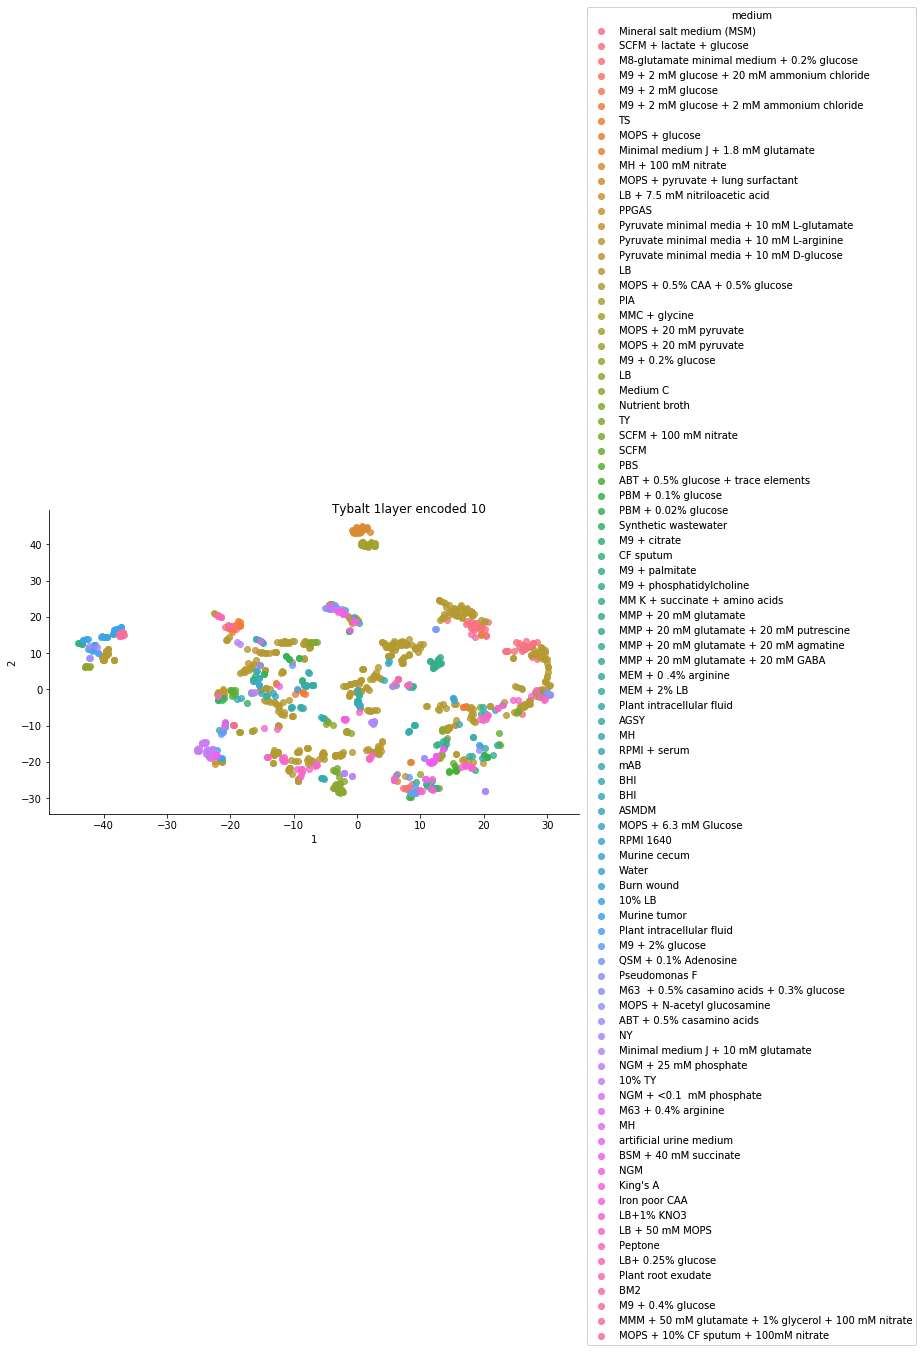 medium
Mineral salt medium (MSM)
SCFM + lactate + glucose
M8-glutamate minimal medium + 0.2% glucose
M9 + 2 mM glucose + 20 mM ammonium chloride
M9 + 2 mM glucose
M9 + 2 mM glucose + 2 mM ammonium chloride
TS
MOPS + glucose
Minimal medium J + 1.8 mM glutamate
MH + 100 mM nitrate
MOPS + pyruvate + lung surfactant
LB + 7.5 mM nitriloacetic acid
PPGAS
Pyruvate minimal media + 10 mM L-glutamate
Pyruvate minimal media + 10 mM L-arginine
Pyruvate minimal media + 10 mM D-glucose
LB
MOPS + 0.5% CAA + 0.5% glucose
PIA
MMC + glycine
MOPS + 20 mM pyruvate
MOPS + 20 mM pyruvate
M9 + 0.2% glucose
LB
Medium C
Nutrient broth
TY
SCFM + 100 mM nitrate
SCFM
PBS
ABT + 0.5% glucose + trace elements
PBM + 0.1% glucose
PBM + 0.02% glucose
Synthetic wastewater
M9 + citrate
CF sputum
M9 + palmitate
M9 + phosphatidylcholine
MM K + succinate + amino acids
MMP + 20 mM glutamate
MMP + 20 mM glutamate + 20 mM putrescine
MMP + 20 mM glutamate + 20 mM agmatine
MMP + 20 mM glutamate + 20 mM GABA
MEM + 0 .4% arginine
MEM + 2% LB
Plant intracellular fluid
AGSY
MH
RPMI + serum
mAB
BHI
BHI
ASMDM
MOPS + 6.3 mM Glucose
RPMI 1640
Murine cecum
Water
Burn wound
10% LB
Murine tumor
Plant intracellular fluid
M9 + 2% glucose
QSM + 0.1% Adenosine
Pseudomonas F
M63  + 0.5% casamino acids + 0.3% glucose
MOPS + N-acetyl glucosamine
ABT + 0.5% casamino acids
NY
Minimal medium J + 10 mM glutamate
NGM + 25 mM phosphate
10% TY
NGM + <0.1  mM phosphate
M63 + 0.4% arginine
MH
artificial urine medium
BSM + 40 mM succinate
NGM
King's A
Iron poor CAA
LB+1% KNO3
LB + 50 mM MOPS
Peptone
LB+ 0.25% glucose
Plant root exudate
BM2
M9 + 0.4% glucose
MMM + 50 mM glutamate + 1% glycerol + 100 mM nitrate
MOPS + 10% CF sputum + 100mM nitrate
Tybalt 1layer encoded 10
40
30
20
10
0
−10
−20
−30
2
−40 −30 −20 −10 0 10 20 30
1